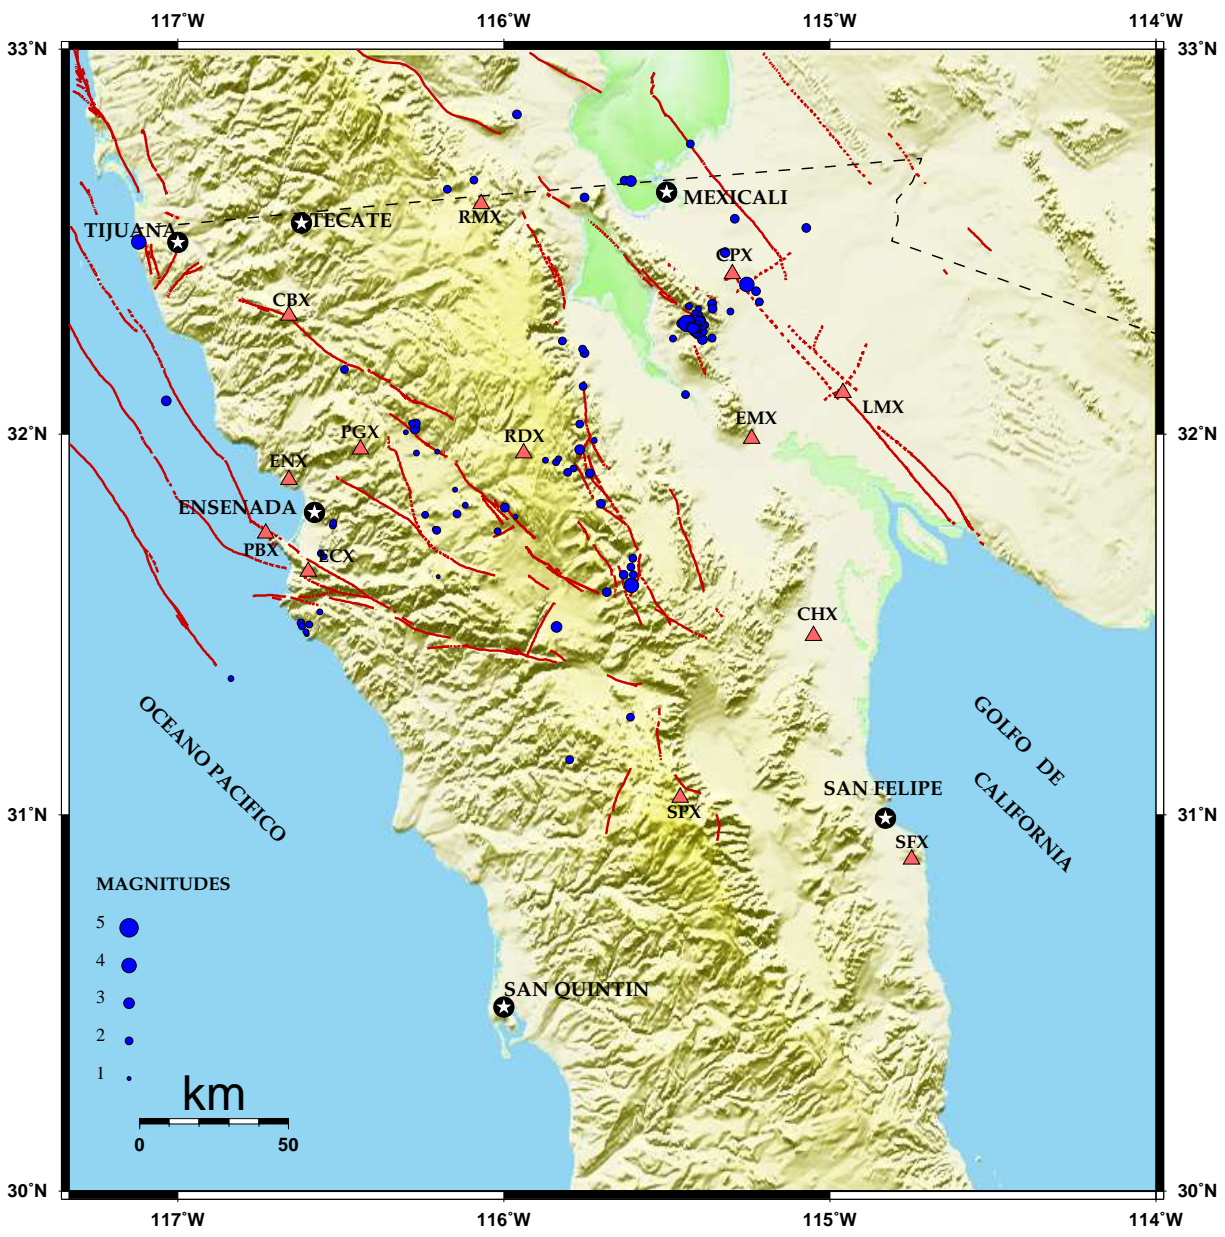 117°W 116°W 115°W 114°W
33°N 33°N
MEXICALI
RMX
TECATE
TIJUANA
CPX
CBX
LMX
EMX
PGX RDX
32°N 32°N
ENX
ENSENADA
PBX
ECX
CHX
OCEANO PACIFICO
GOLFO DE
CALIFORNIA
SAN FELIPE
SPX
31°N 31°N
SFX
MAGNITUDES
5
4
3
2
1
SAN QUINTIN
km
0 50
30°N 30°N
117°W 116°W 115°W 114°W